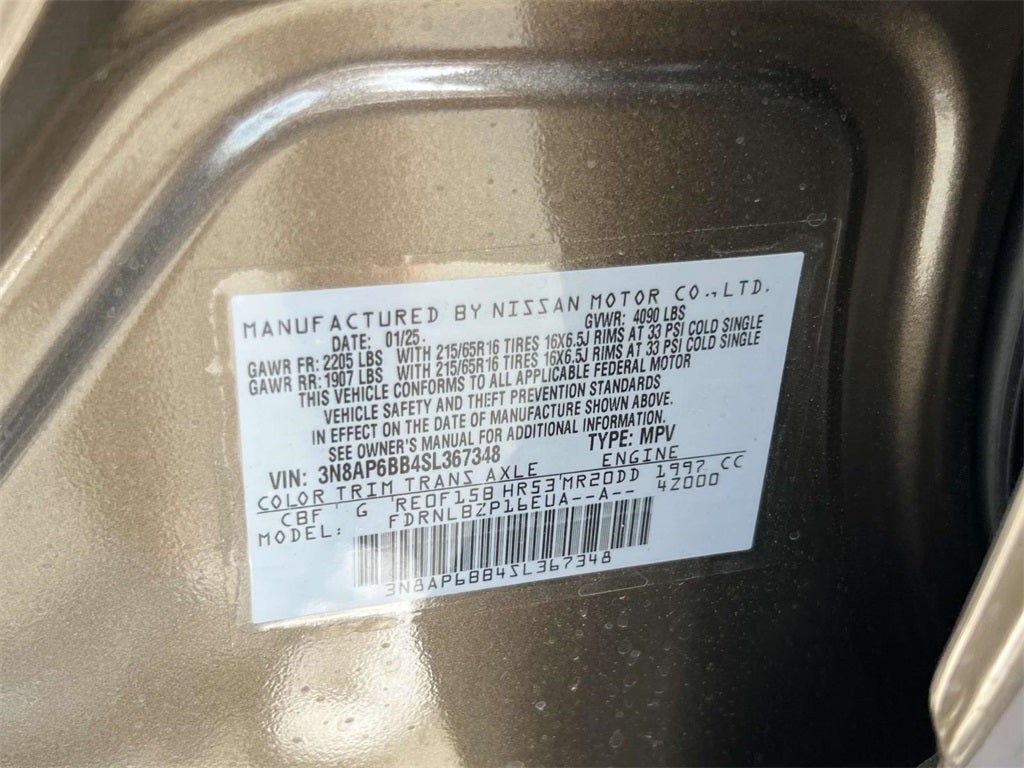 MANUFACTURED BY NISSAN MOTOR CO., LTD.
DATE: 01/25. GVWR: 4090 LBS
GAWR FR: 2205 LBS WITH 215/65R16 TIRES 16X6.5J RIMS AT 33 PSI COLD SINGLE
GAWR RR: 1907 LBS WITH 215/65R16 TIRES 16X6.5J RIMS AT 33 PSI COLD SINGLE
THIS VEHICLE CONFORMS TO ALL APPLICABLE FEDERAL MOTOR
VEHICLE SAFETY AND THEFT PREVENTION STANDARDS
IN EFFECT ON THE DATE OF MANUFACTURE SHOWN ABOVE.
SEE OWNER'S MANUAL FOR ADDITIONAL INFORMATION.
VIN: 3N8AP6BB4SL367348 TYPE: MPV
COLOR TRIM TRANS AXLE ENGINE
CBF G RE0F15B HR53 MR20DD 1997 CC
MODEL: FDRNLBZP16EUA--A-- 42000
3N8AP6BB4SL367348